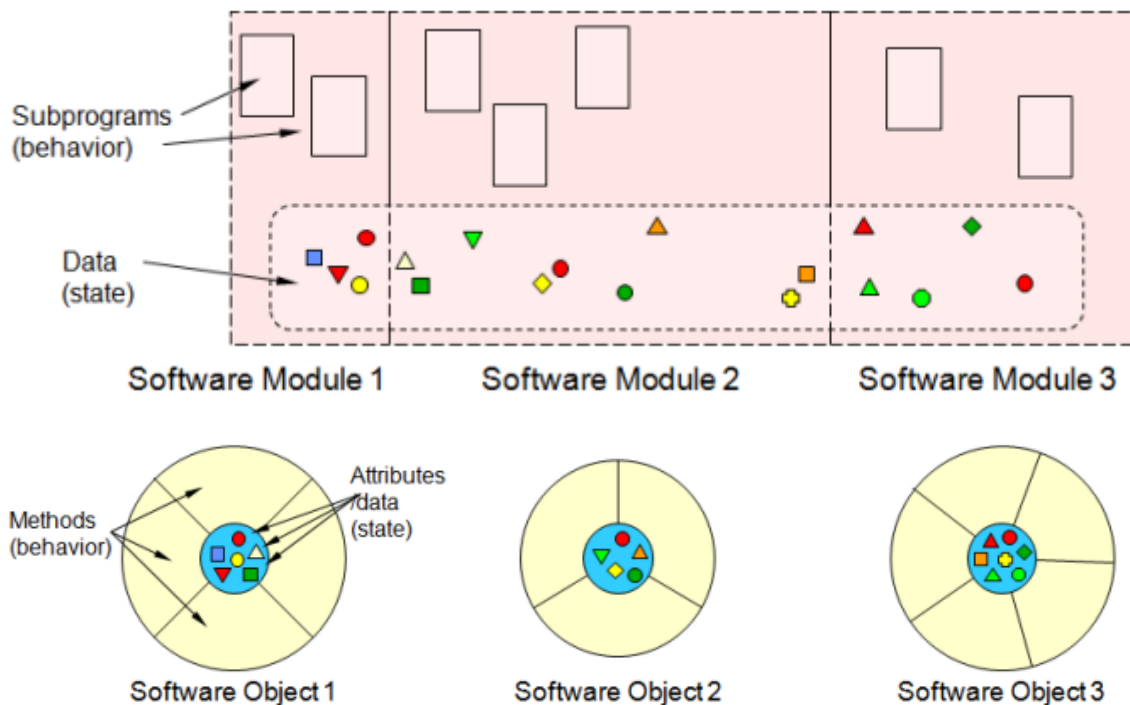 Subprograms
(behavior)
Data
(state)
Software Module 1
Software Module 2
Software Module 3
Methods
(behavior)
Attributes
/data
(state)
Software Object 1
Software Object 2
Software Object 3